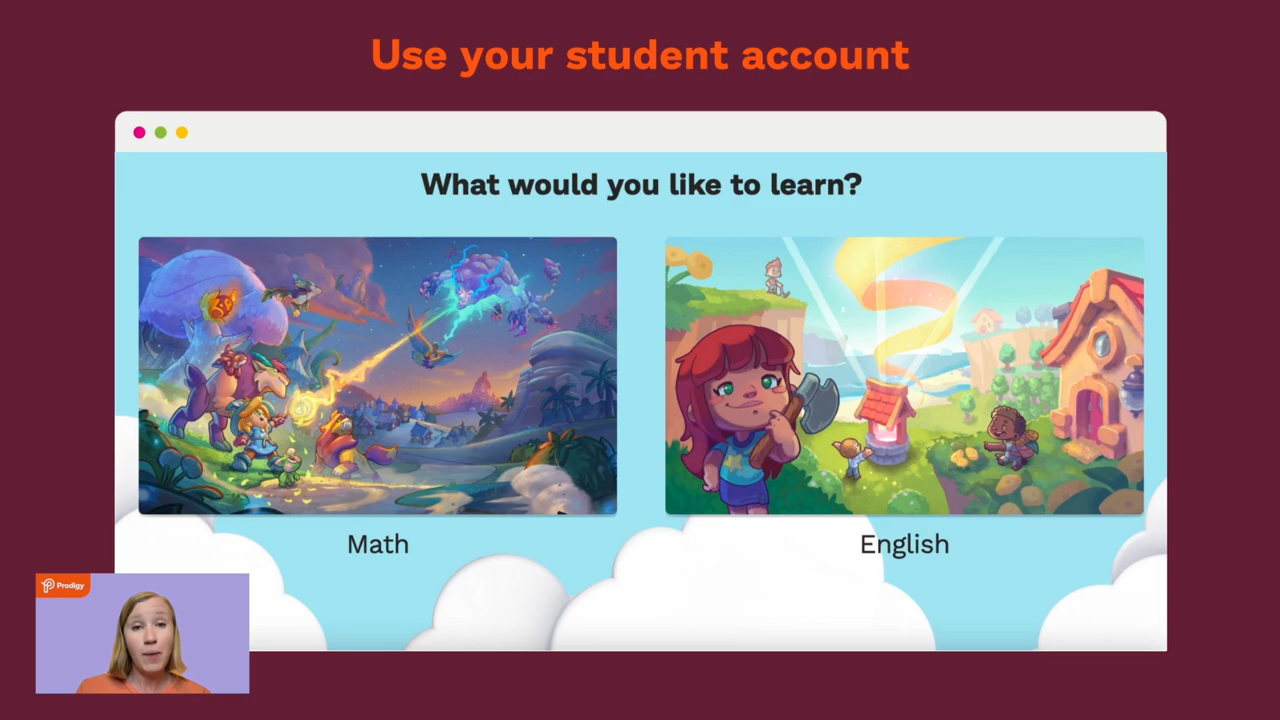 Use your student account
What would you like to learn?
Math
English
Prodigy